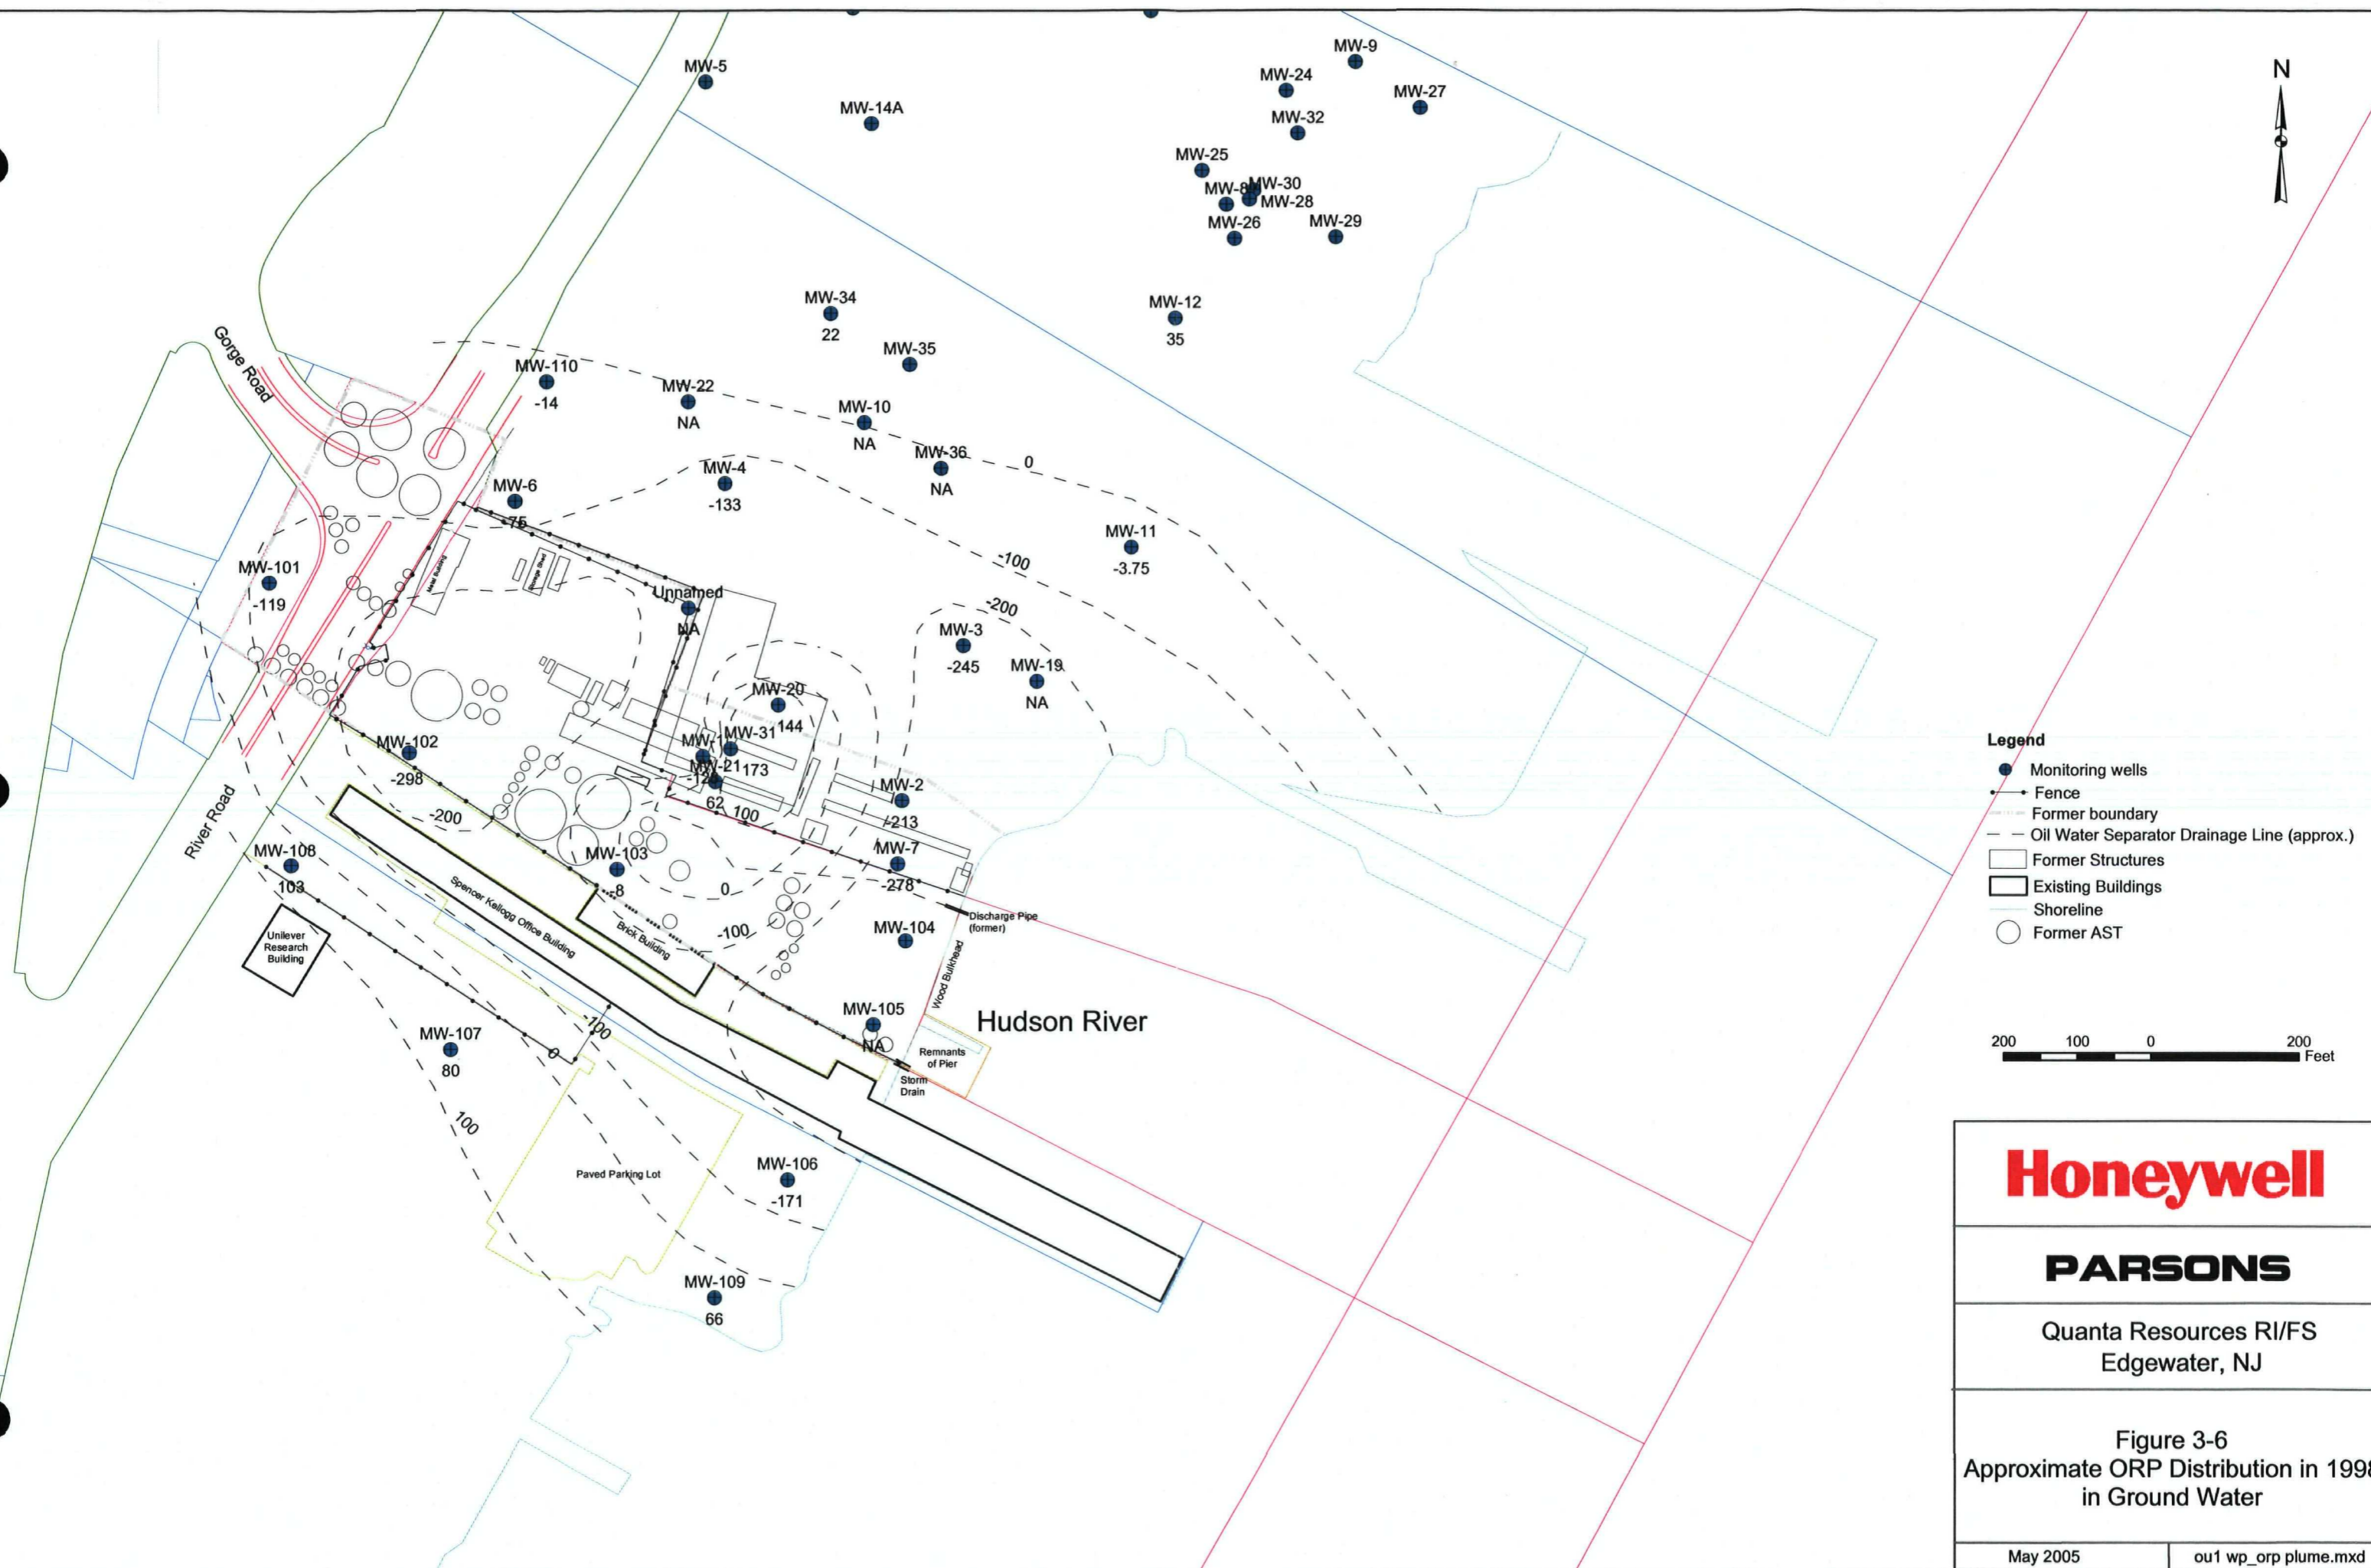 MW-9
MW-5
MW-24
MW-27
MW-14A
MW-32
N
MW-25
MW-30
MW-8
MW-28
MW-26
MW-29
MW-34
22
MW-12
35
Gorge Road
MW-35
MW-110
-14
MW-22
NA
MW-10
NA
MW-36
NA
0
MW-4
-133
MW-6
-75
MW-11
-3.75
-100
MW-101
-119
Metal Building
Storage Shed
Unnamed
NA
-200
MW-3
-245
MW-19
NA
MW-20
144
MW-31
173
MW-1
MW-21
62
100
MW-102
-298
-200
MW-2
-213
MW-7
-278
River Road
MW-108
103
MW-103
-8
0
-100
Spencer Kellogg Office Building
Brick Building
Unilever
Research
Building
MW-104
Discharge Pipe
(former)
Wood Bulkhead
Hudson River
MW-105
NA
Remnants
of Pier
Storm
Drain
MW-107
80
-100
0
100
Paved Parking Lot
MW-106
-171
MW-109
66
Legend
Monitoring wells
Fence
Former boundary
Oil Water Separator Drainage Line (approx.)
Former Structures
Existing Buildings
Shoreline
Former AST
200 100 0 200
Feet
Honeywell
PARSONS
Quanta Resources RI/FS
Edgewater, NJ
Figure 3-6
Approximate ORP Distribution in 1998
in Ground Water
May 2005
ou1 wp_orp plume.mxd